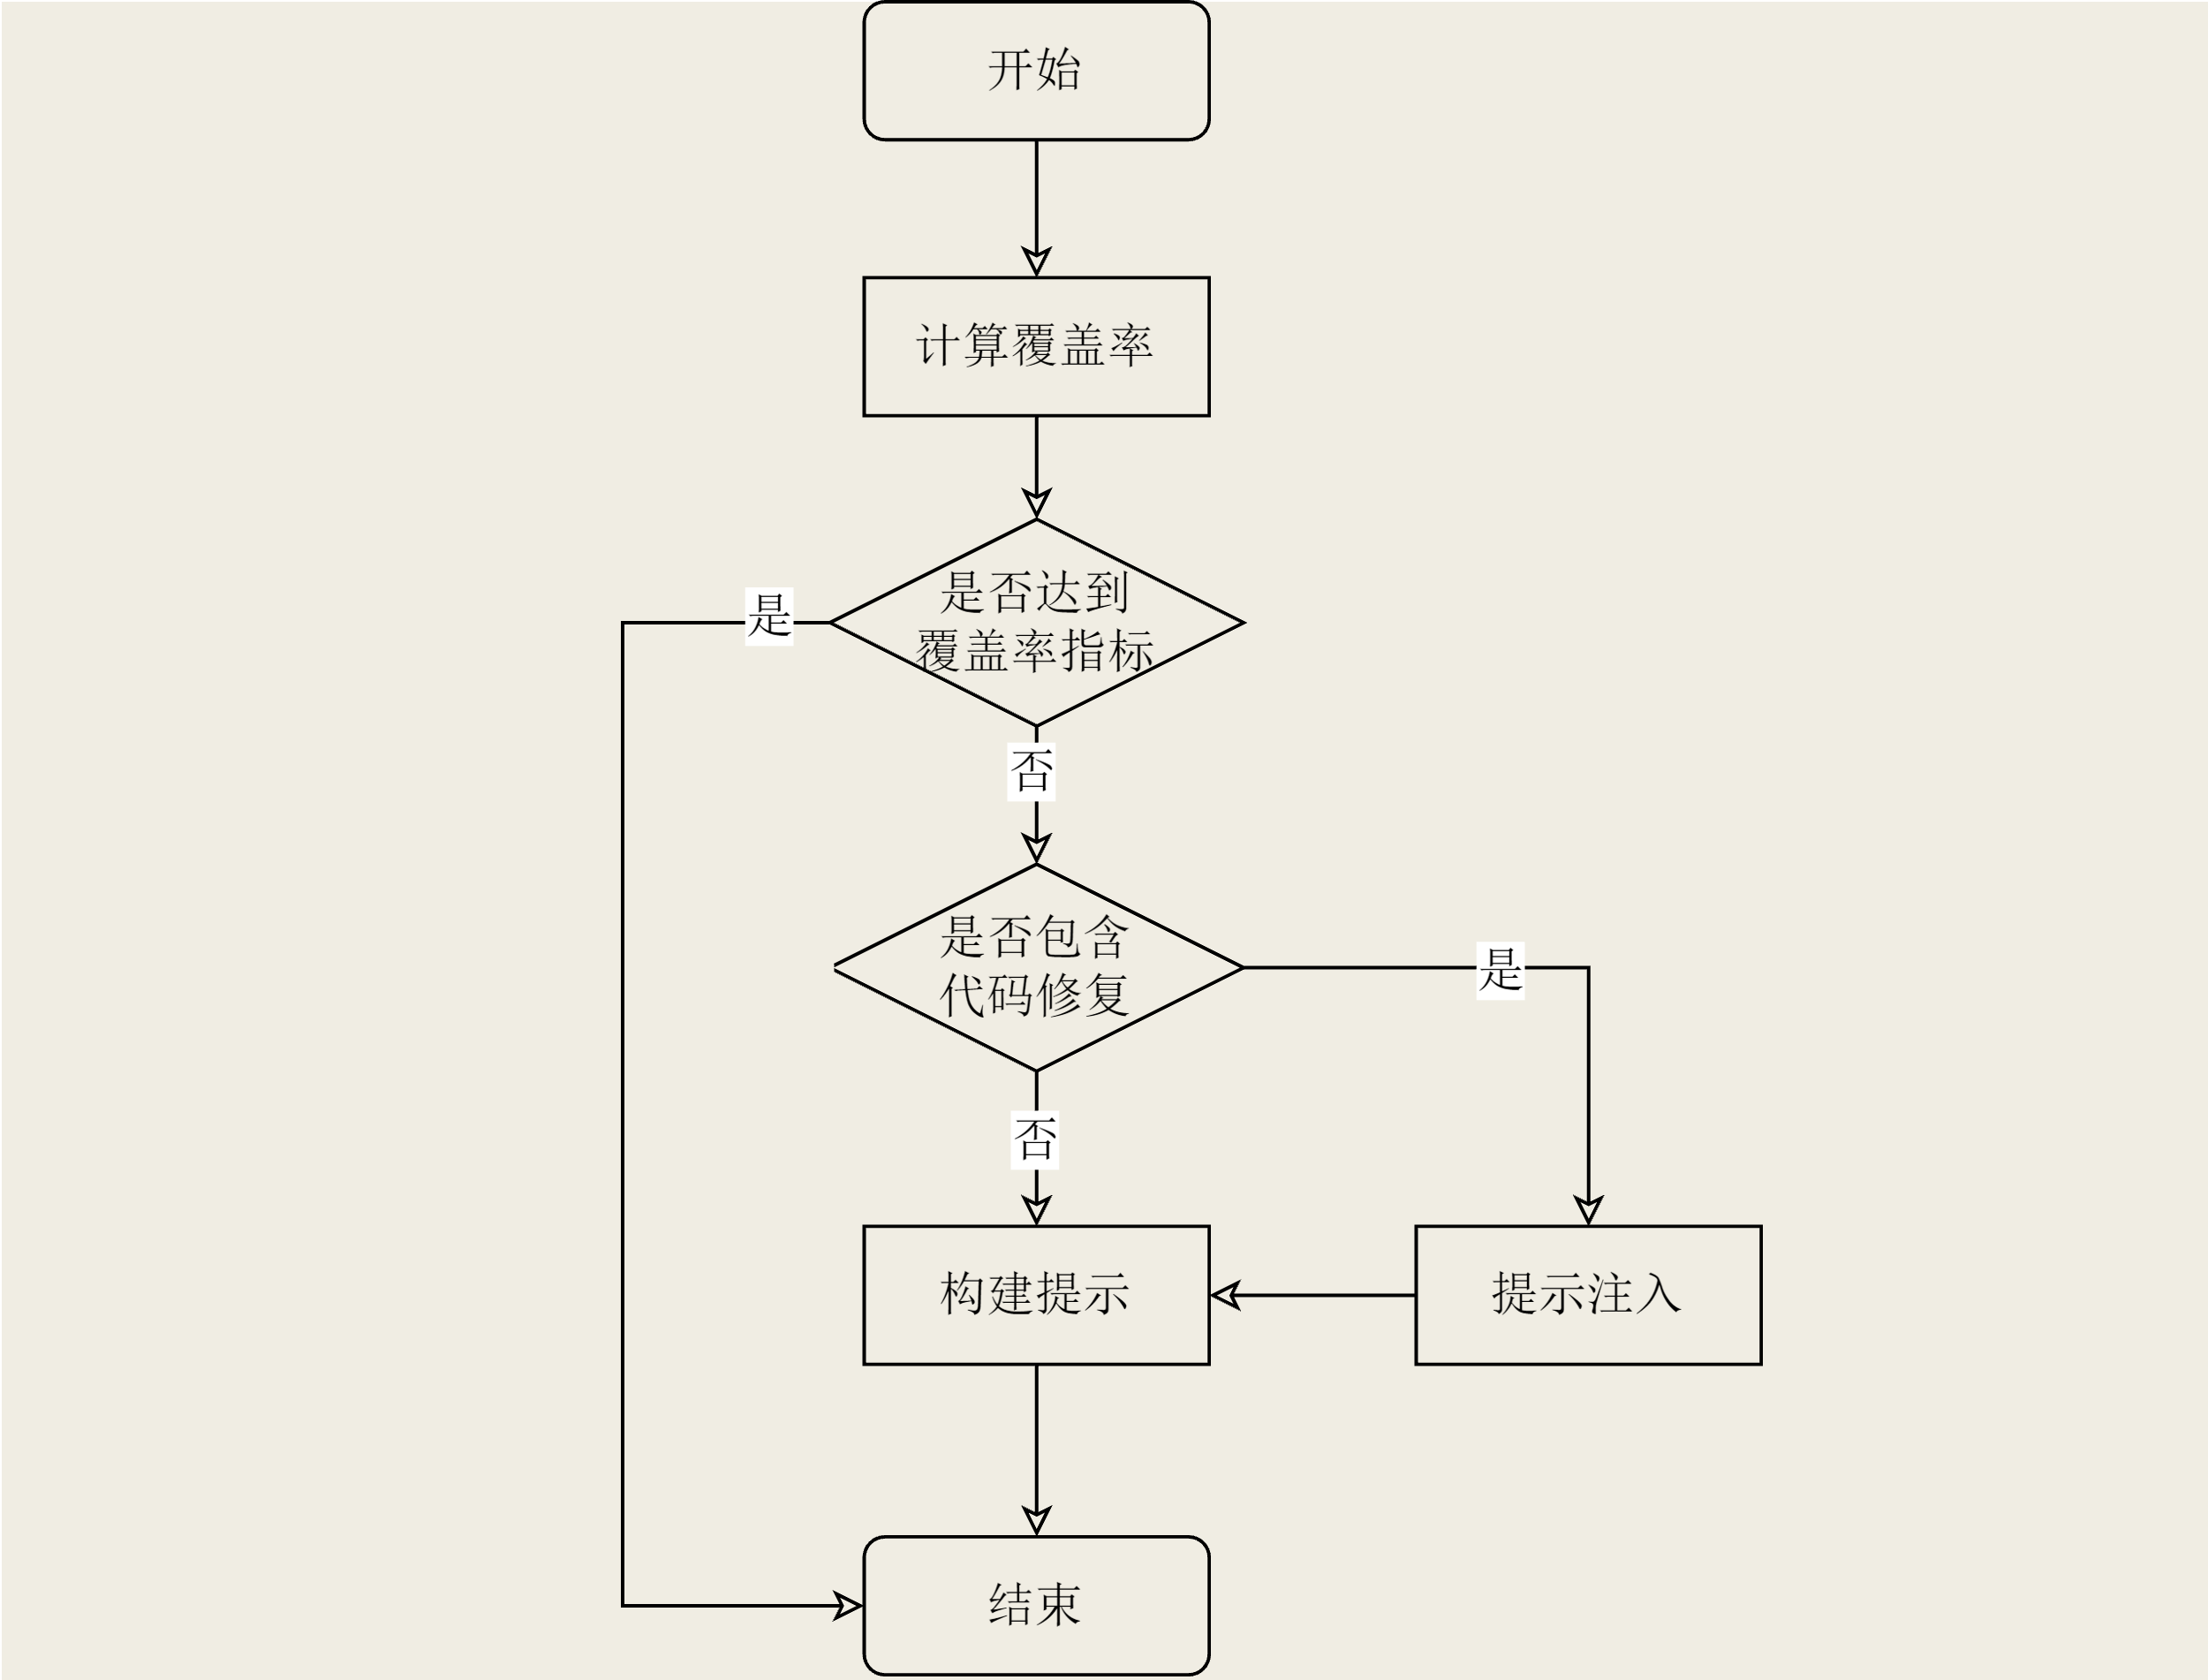 开始
计算覆盖率
是否达到
覆盖率指标
是
否
是否包含
代码修复
是
否
构建提示
提示注入
结束